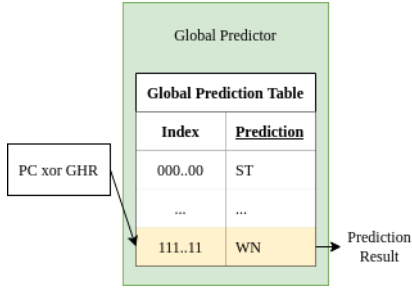 Global Predictor
Global Prediction Table
Index Prediction
PC xor GHR
000..00 ST
... ...
111..11 WN
Prediction
Result